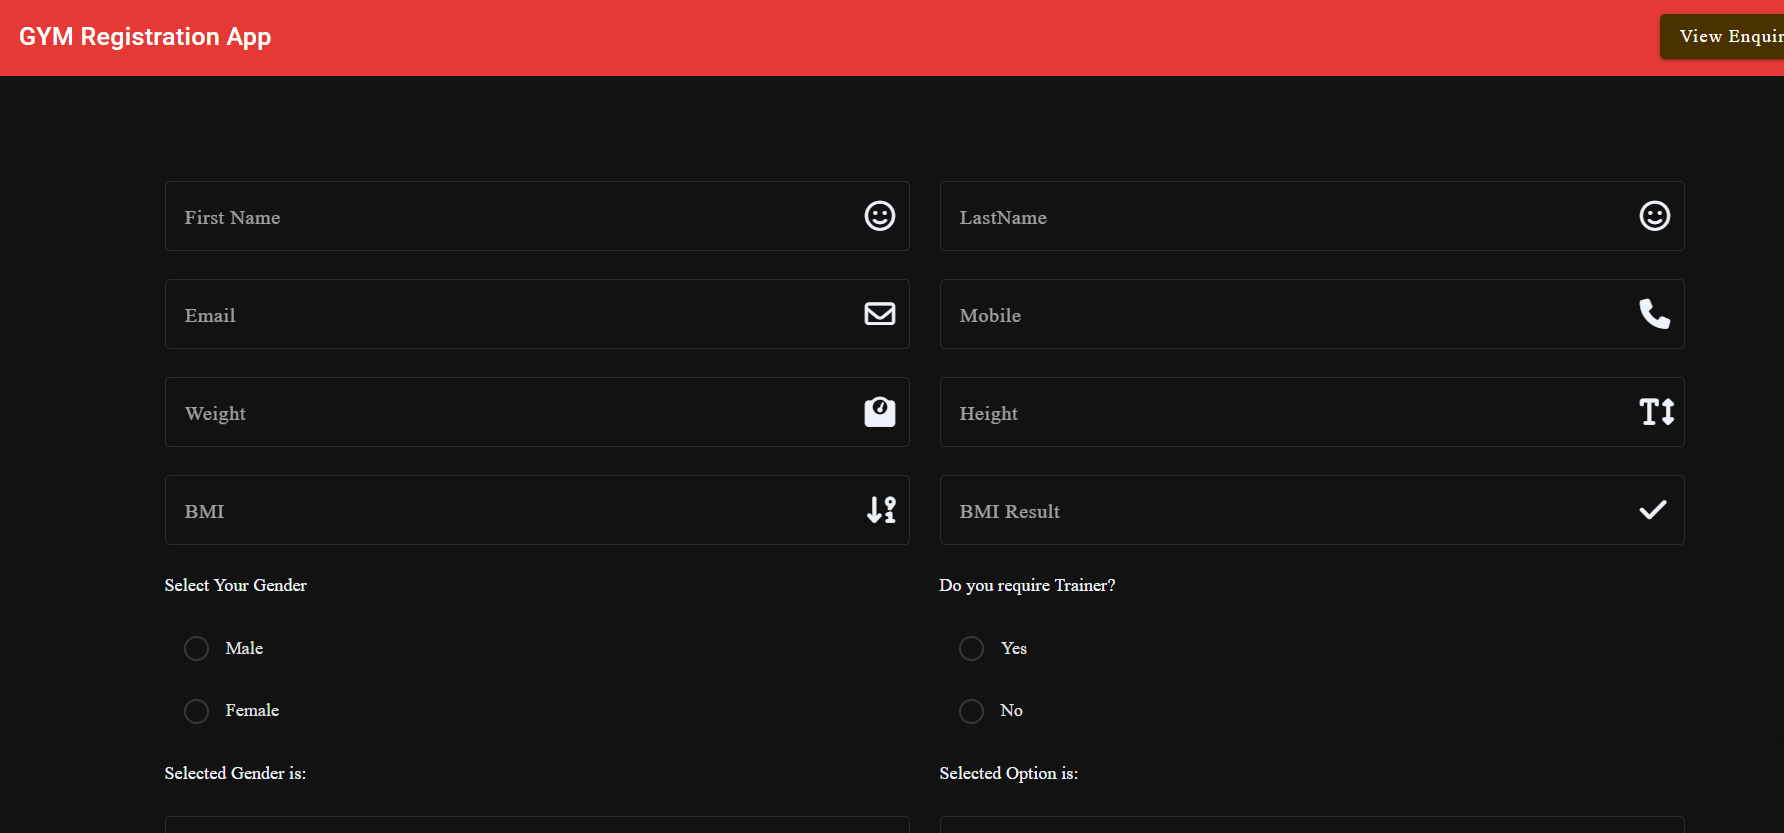 GYM Registration App
View Enquir
First Name
LastName
Email
Mobile
Weight
Height
BMI
BMI Result
Select Your Gender
Do you require Trainer?
Male
Yes
Female
No
Selected Gender is:
Selected Option is: